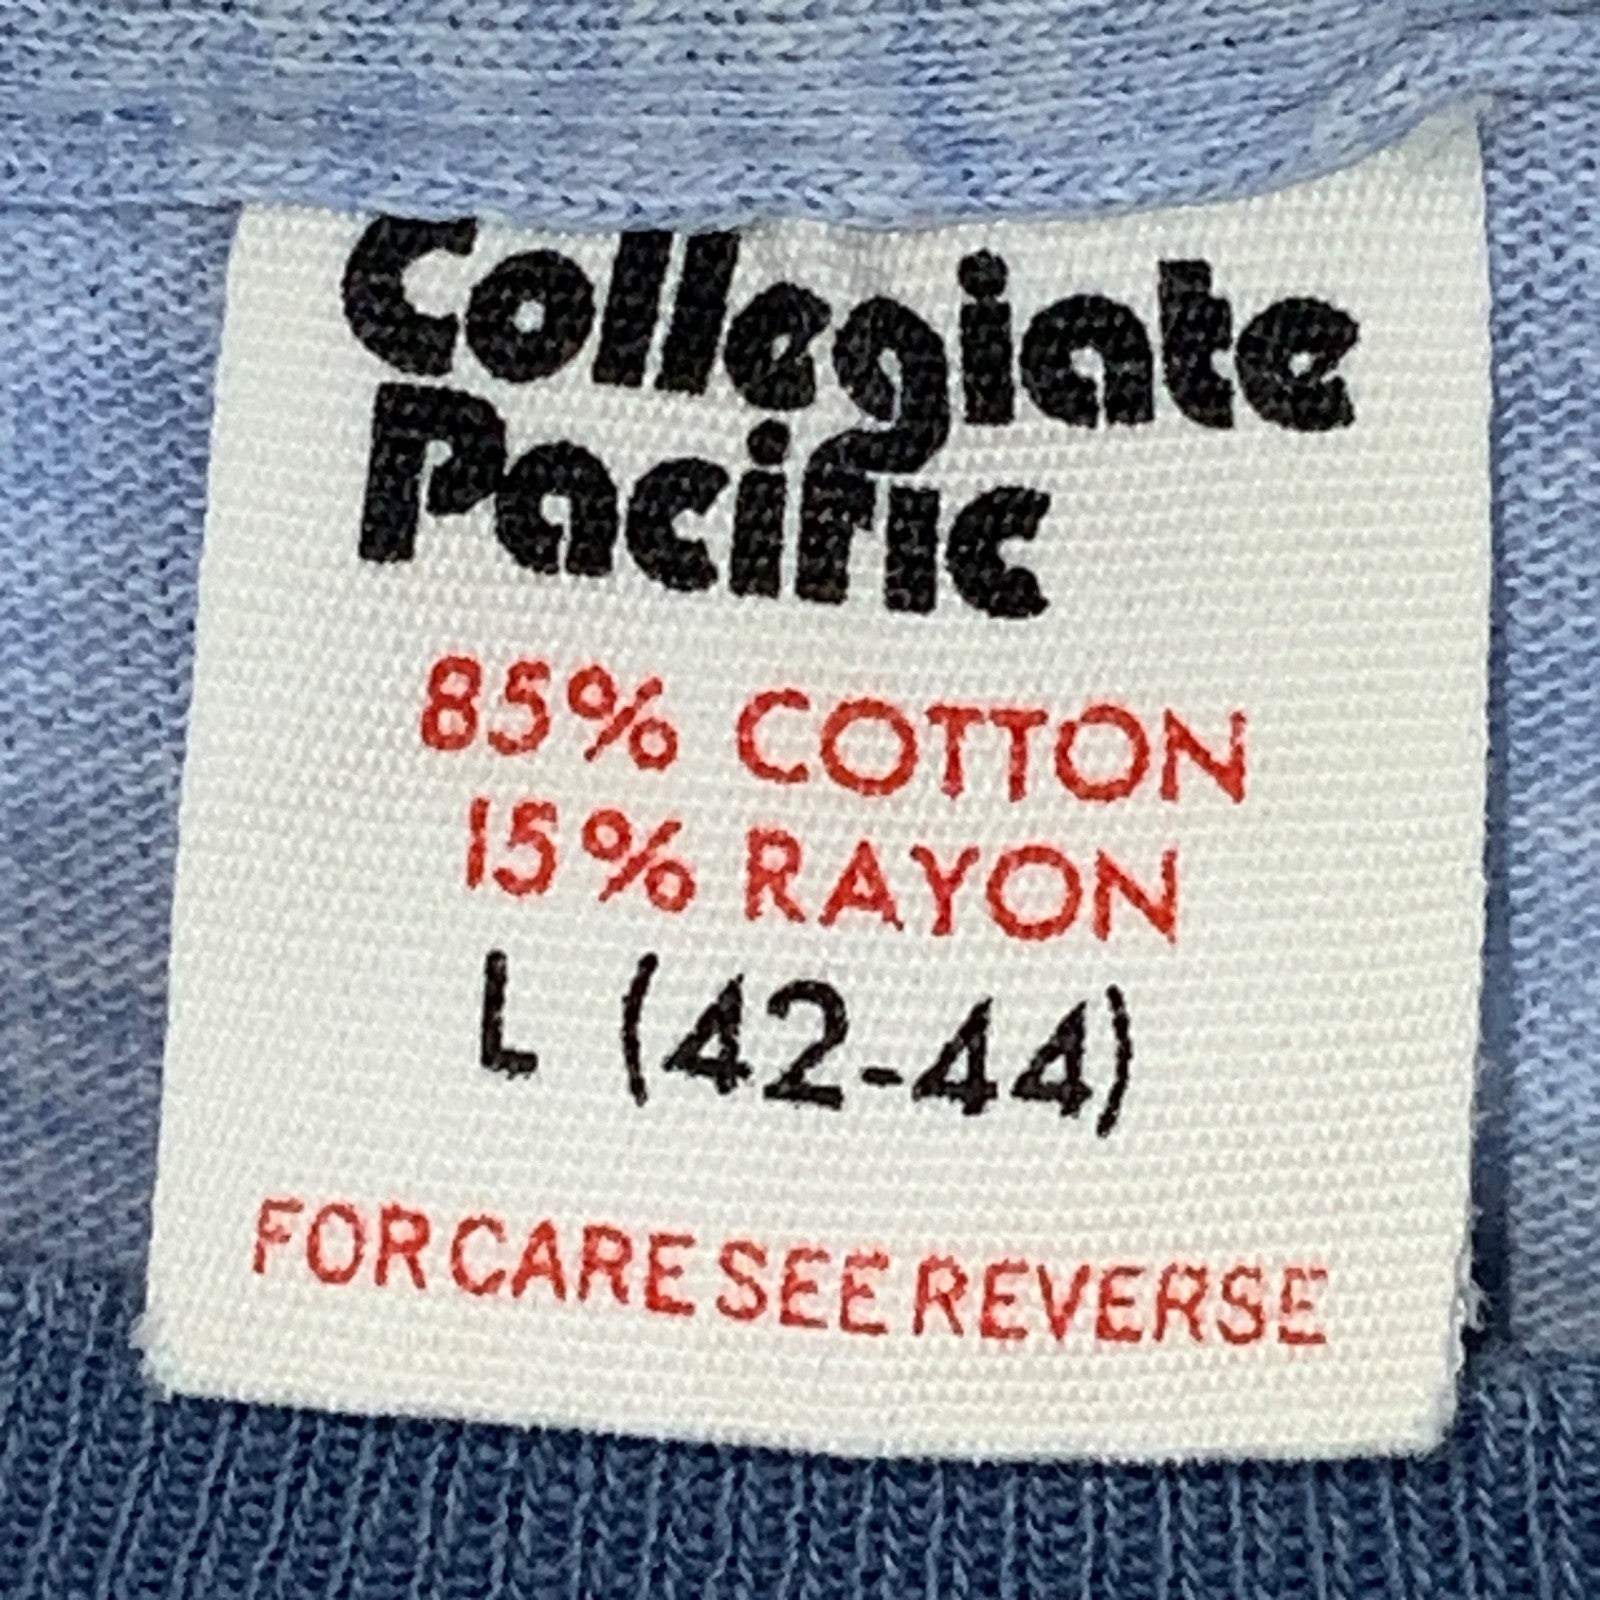 Collegiate
Pacific
85% COTTON
15% RAYON
L (42-44)
FOR CARE SEE REVERSE